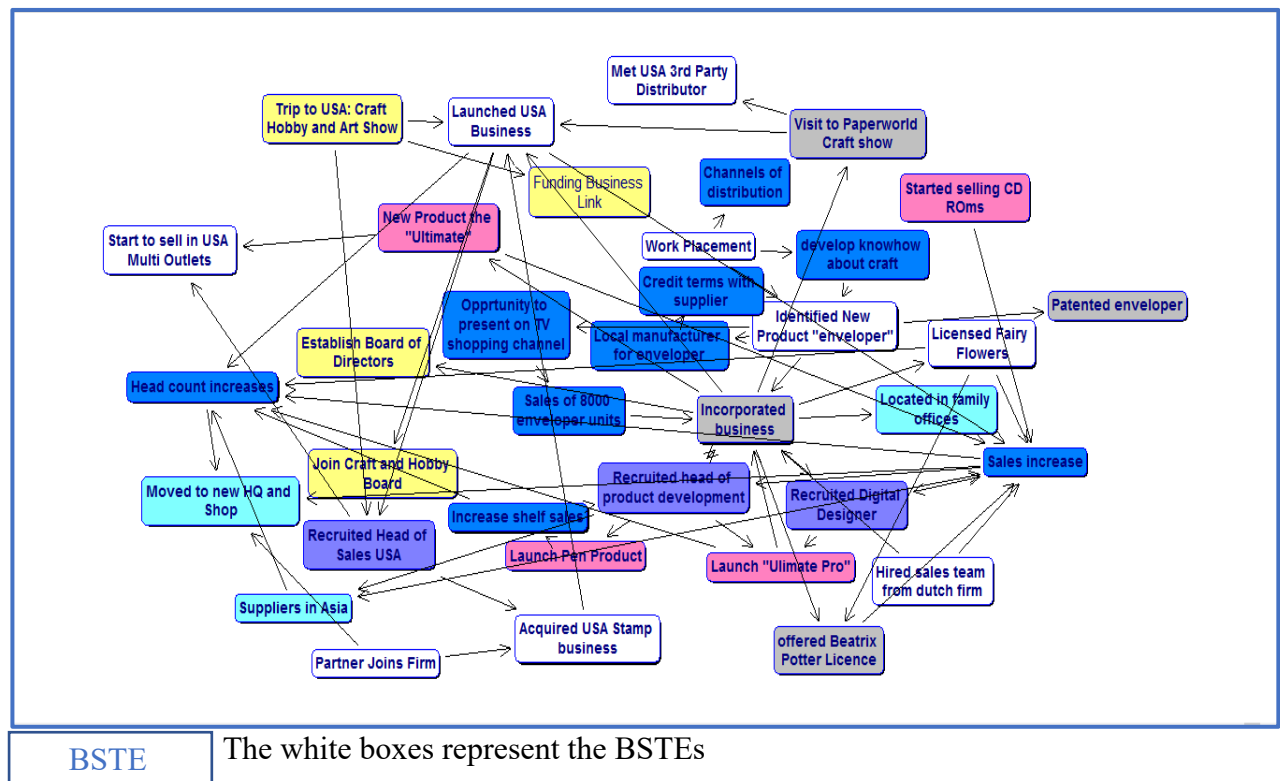 Met USA 3rd Party
Distributor
Trip to USA: Craft
Hobby and Art Show
Launched USA
Business
Visit to Paperworld
Craft show
Funding Business
Link
Channels of
distribution
Started selling CD
ROms
New Product the
"Ultimate"
Start to sell in USA
Multi Outlets
Work Placement
develop knowhow
about craft
Credit terms with
supplier
Opprtunity to
present on TV
shopping channel
Local manufacturer
for enveloper
Identified New
Product "enveloper"
Patented enveloper
Licensed Fairy
Flowers
Establish Board of
Directors
Head count increases
Sales of 8000
enveloper units
Incorporated
business
Located in family
offices
Sales increase
Join Craft and Hobby
Board
Moved to new HQ and
Shop
Recruited head of
product development
Recruited Digital
Designer
Increase shelf sales
Recruited Head of
Sales USA
Launch Pen Product
Launch "Ulimate Pro"
Hired sales team
from dutch firm
Suppliers in Asia
Acquired USA Stamp
business
Partner Joins Firm
offered Beatrix
Potter Licence
BSTE
The white boxes represent the BSTEs